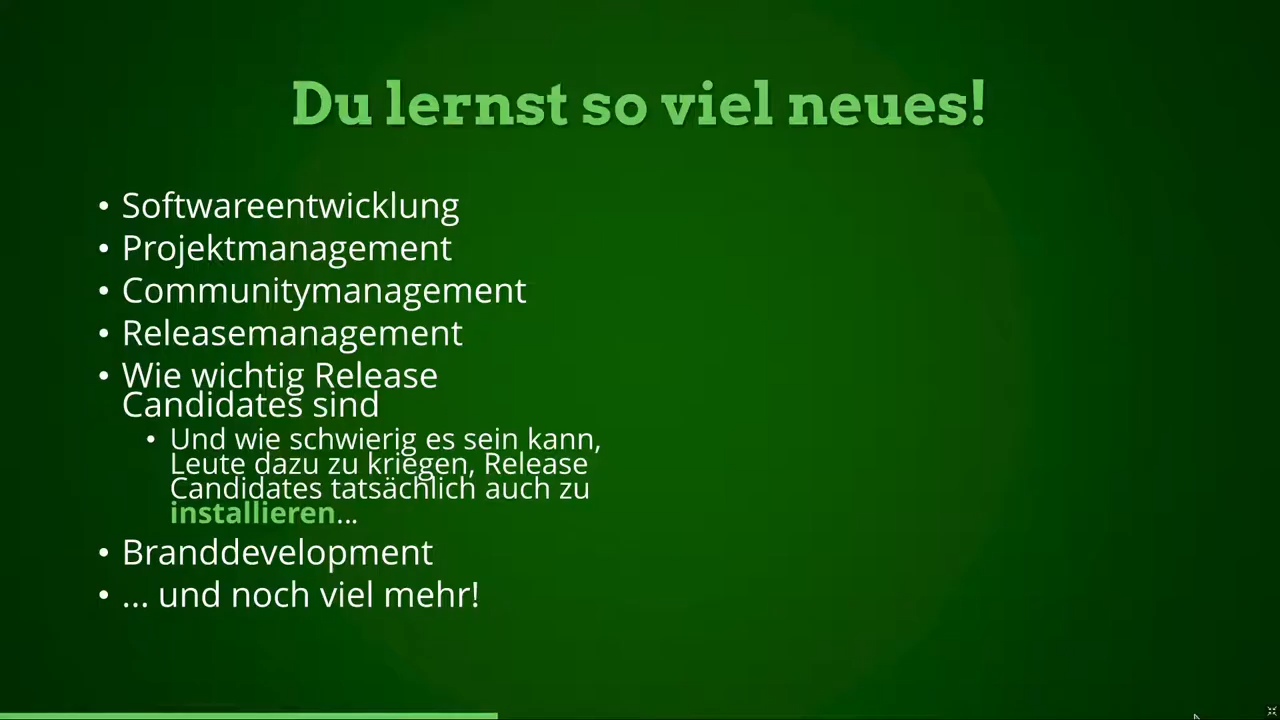 Du lernst so viel neues!
• Softwareentwicklung
• Projektmanagement
• Communitymanagement
• Releasemanagement
• Wie wichtig Release
Candidates sind
• Und wie schwierig es sein kann,
Leute dazu zu kriegen, Release
Candidates tatsächlich auch zu
installieren...
• Branddevelopment
• ... und noch viel mehr!